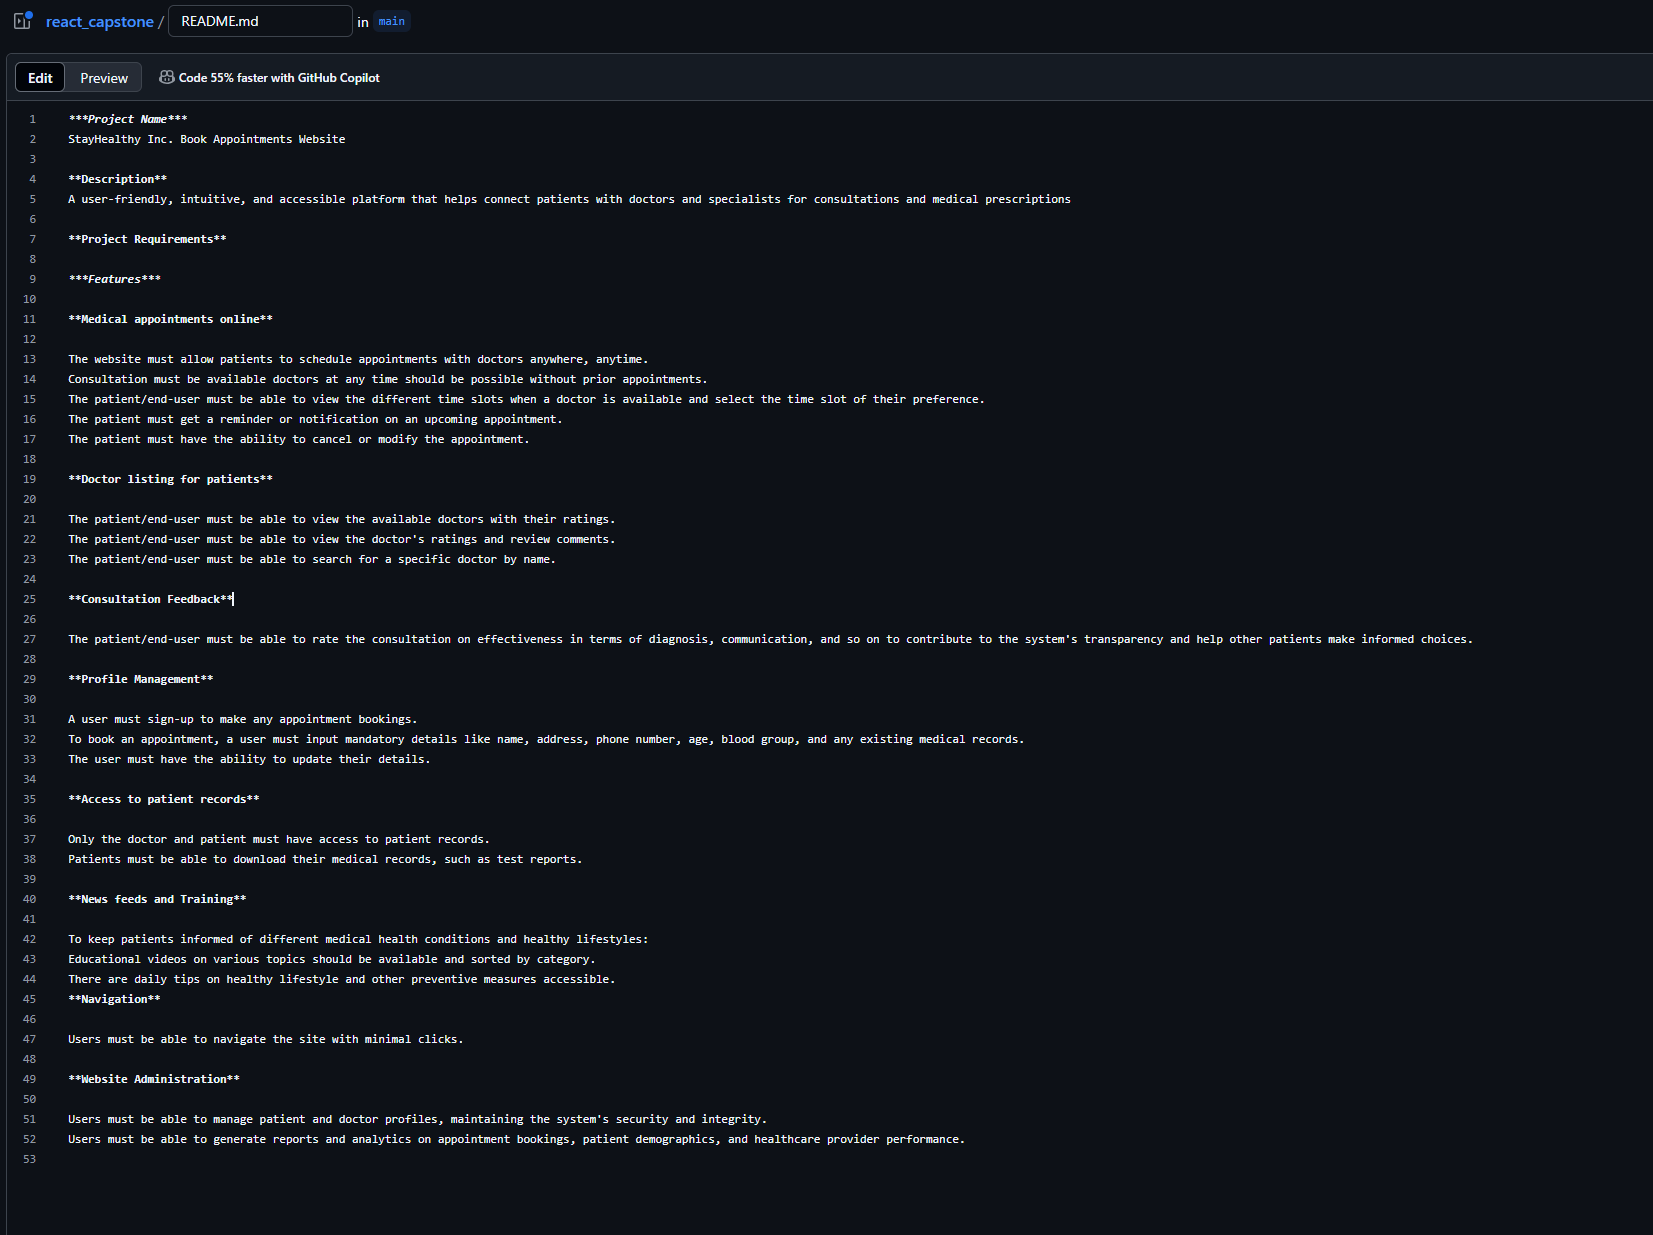 react_capstone / README.md in main
Edit Preview Code 55% faster with GitHub Copilot
1 ***Project Name***
2 StayHealthy Inc. Book Appointments Website
3
4 **Description**
5 A user-friendly, intuitive, and accessible platform that helps connect patients with doctors and specialists for consultations and medical prescriptions
6
7 **Project Requirements**
8
9 ***Features***
10
11 **Medical appointments online**
12
13 The website must allow patients to schedule appointments with doctors anywhere, anytime.
14 Consultation must be available doctors at any time should be possible without prior appointments.
15 The patient/end-user must be able to view the different time slots when a doctor is available and select the time slot of their preference.
16 The patient must get a reminder or notification on an upcoming appointment.
17 The patient must have the ability to cancel or modify the appointment.
18
19 **Doctor listing for patients**
20
21 The patient/end-user must be able to view the available doctors with their ratings.
22 The patient/end-user must be able to view the doctor's ratings and review comments.
23 The patient/end-user must be able to search for a specific doctor by name.
24
25 **Consultation Feedback**
26
27 The patient/end-user must be able to rate the consultation on effectiveness in terms of diagnosis, communication, and so on to contribute to the system's transparency and help other patients make informed choices.
28
29 **Profile Management**
30
31 A user must sign-up to make any appointment bookings.
32 To book an appointment, a user must input mandatory details like name, address, phone number, age, blood group, and any existing medical records.
33 The user must have the ability to update their details.
34
35 **Access to patient records**
36
37 Only the doctor and patient must have access to patient records.
38 Patients must be able to download their medical records, such as test reports.
39
40 **News feeds and Training**
41
42 To keep patients informed of different medical health conditions and healthy lifestyles:
43 Educational videos on various topics should be available and sorted by category.
44 There are daily tips on healthy lifestyle and other preventive measures accessible.
45 **Navigation**
46
47 Users must be able to navigate the site with minimal clicks.
48
49 **Website Administration**
50
51 Users must be able to manage patient and doctor profiles, maintaining the system's security and integrity.
52 Users must be able to generate reports and analytics on appointment bookings, patient demographics, and healthcare provider performance.
53